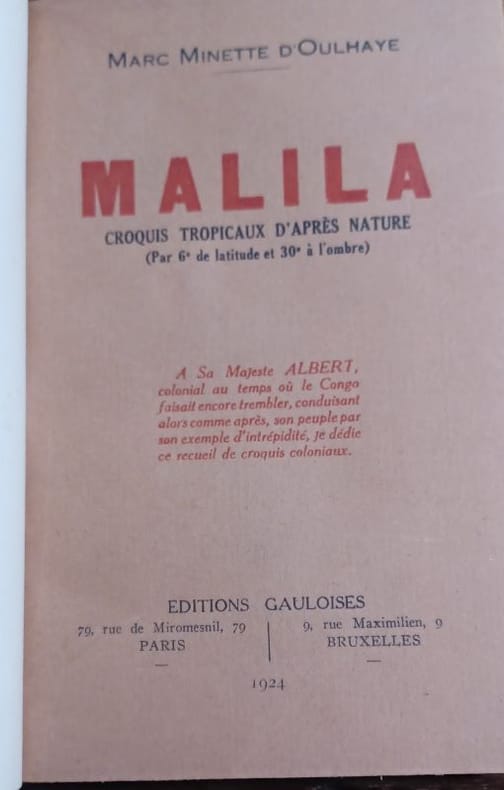 MARC MINETTE D'OULHAYE
MALILA
CROQUIS TROPICAUX D'APRÈS NATURE
(Par 6° de latitude et 30° à l'ombre)
A Sa Majeste ALBERT,
colonial au temps où le Congo
faisait encore trembler, conduisant
alors comme après, son peuple par
son exemple d'intrépidité, je dédie
ce recueil de croquis coloniaux.
EDITIONS GAULOISES
79, rue de Miromesnil, 79
PARIS
9, rue Maximilien, 9
BRUXELLES
1924